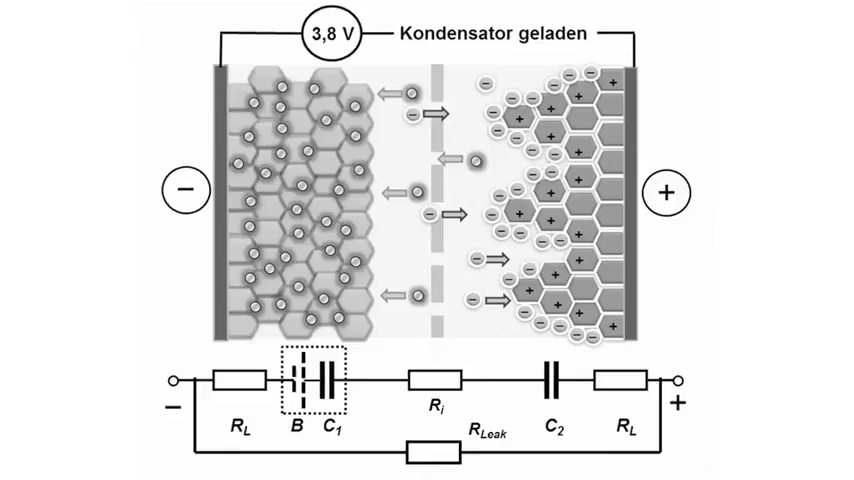 3,8 V
Kondensator geladen
−
+
R_L
B
C_1
R_i
C_2
R_L
−
+
R_Leak